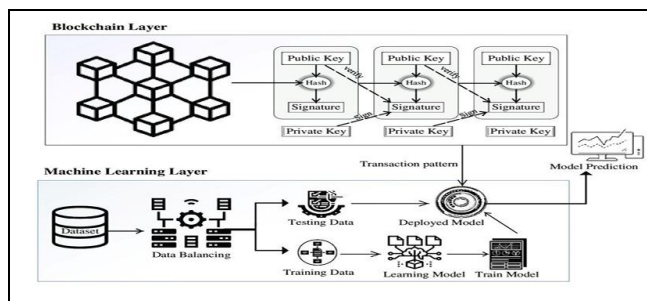 Blockchain Layer
Public Key Public Key Public Key
Hash Hash Hash
verify verify
Signature Signature Signature
Sign Sign
Private Key Private Key Private Key
Transaction pattern
Model Prediction
Machine Learning Layer
Dataset
Data Balancing
Testing Data
Deployed Model
Training Data
Learning Model
Train Model